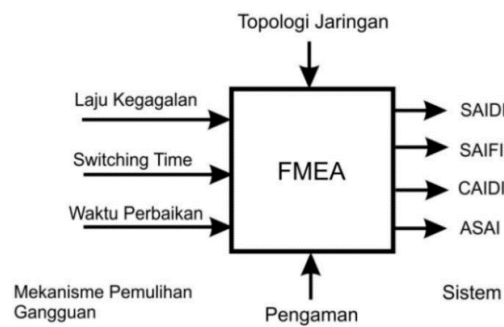 Topologi Jaringan
Laju Kegagalan
Switching Time
Waktu Perbaikan
FMEA
SAIDI
SAIFI
CAIDI
ASAI
Mekanisme Pemulihan
Gangguan
Pengaman
Sistem